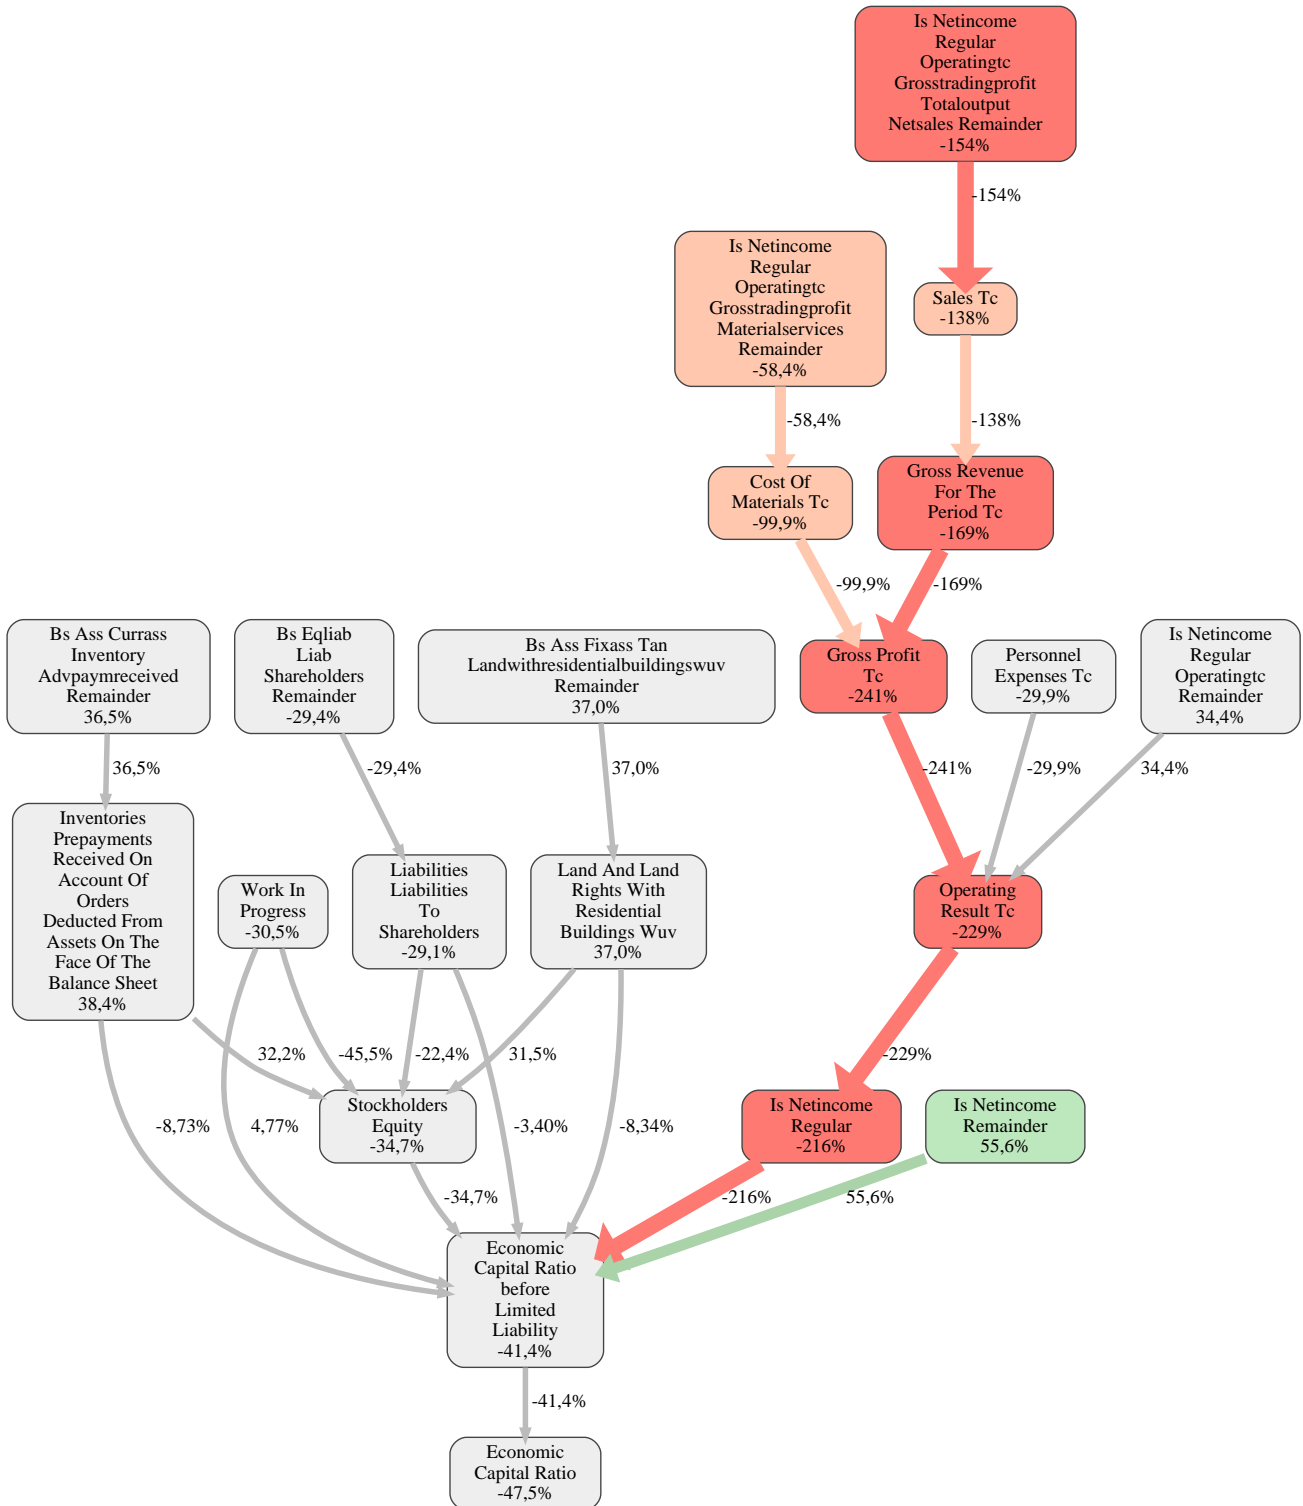 Is Netincome
Regular
Operatingtc
Grosstradingprofit
Totaloutput
Netsales Remainder
-154%
-154%
Is Netincome
Regular
Operatingtc
Grosstradingprofit
Materialservices
Remainder
-58,4%
Sales Tc
-138%
-58,4%
-138%
Cost Of
Materials Tc
-99,9%
Gross Revenue
For The
Period Tc
-169%
-99,9%
-169%
Bs Ass Currass
Inventory
Advpaymreceived
Remainder
36,5%
Bs Eqliab
Liab
Shareholders
Remainder
-29,4%
Bs Ass Fixass Tan
Landwithresidentialbuildingswuv
Remainder
37,0%
Gross Profit
Tc
-241%
Personnel
Expenses Tc
-29,9%
Is Netincome
Regular
Operatingtc
Remainder
34,4%
36,5%
-29,4%
37,0%
-241%
-29,9%
34,4%
Inventories
Prepayments
Received On
Account Of
Orders
Deducted From
Assets On The
Face Of The
Balance Sheet
38,4%
Work In
Progress
-30,5%
Liabilities
Liabilities
To
Shareholders
-29,1%
Land And Land
Rights With
Residential
Buildings Wuv
37,0%
Operating
Result Tc
-229%
32,2%
-45,5%
-22,4%
31,5%
-229%
Stockholders
Equity
-34,7%
Is Netincome
Regular
-216%
Is Netincome
Remainder
55,6%
-8,73%
4,77%
-3,40%
-8,34%
-34,7%
-216%
55,6%
Economic
Capital Ratio
before
Limited
Liability
-41,4%
-41,4%
Economic
Capital Ratio
-47,5%